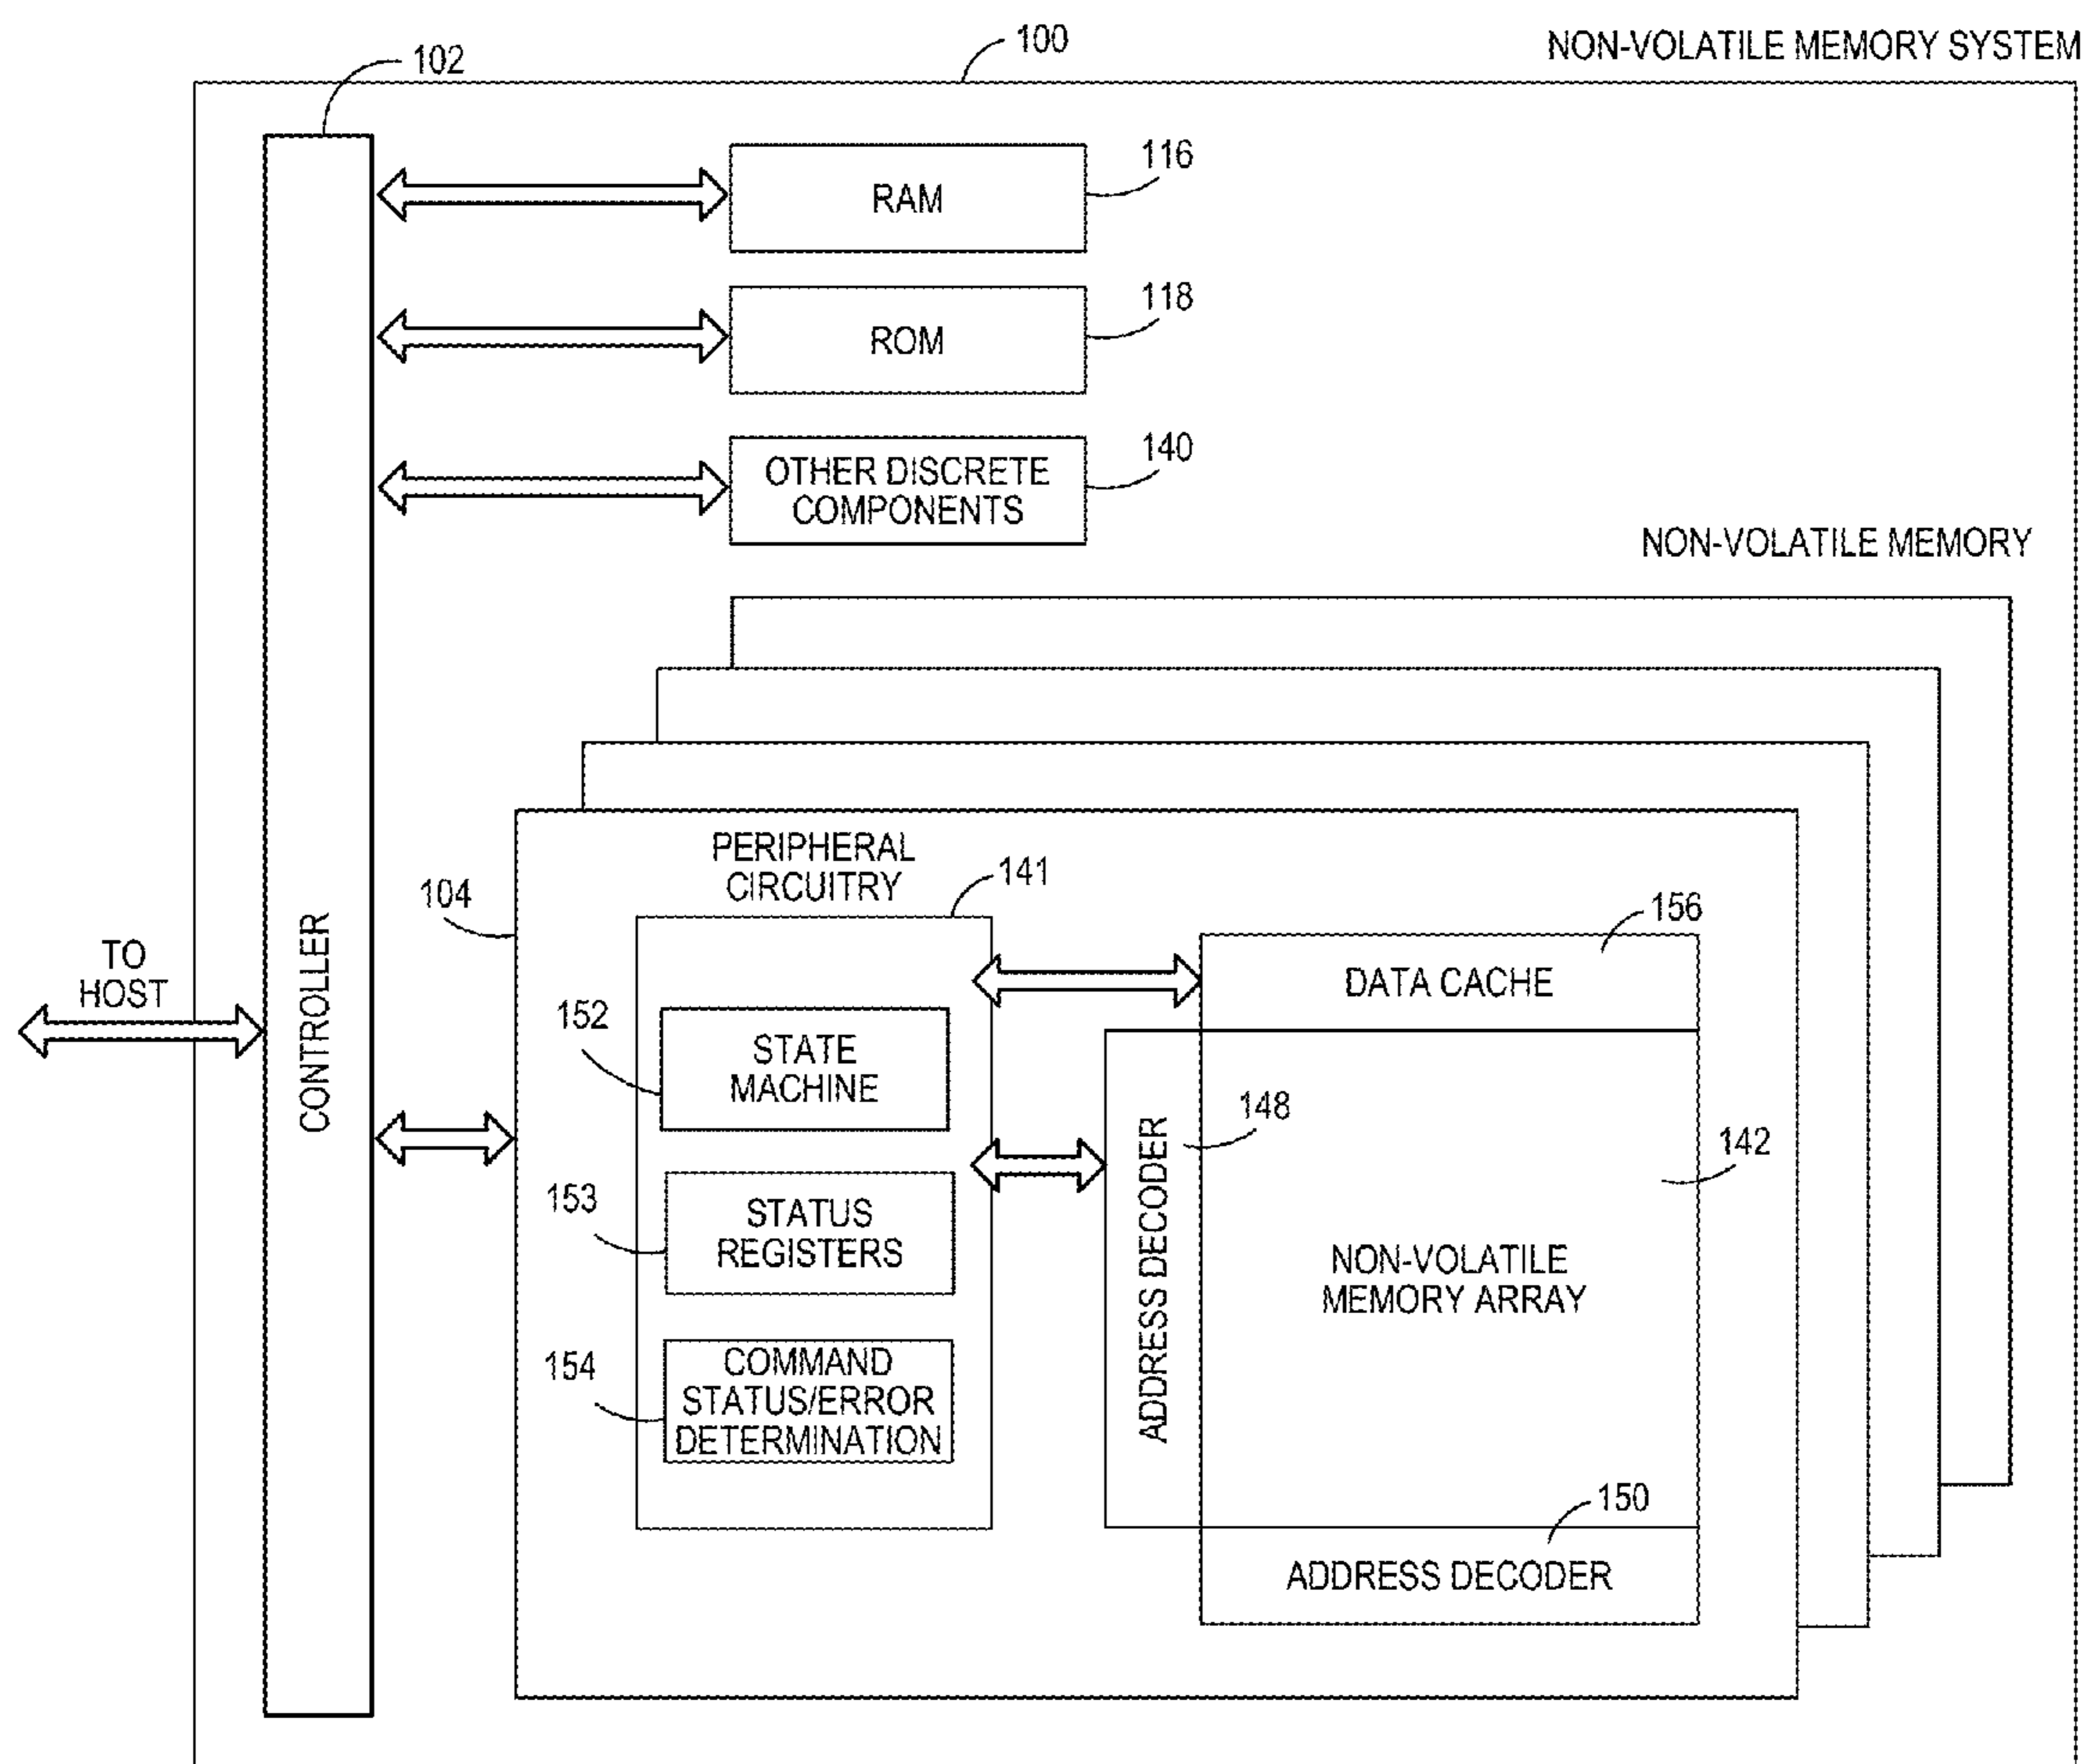 NON-VOLATILE MEMORY SYSTEM
100
102
116
RAM
118
ROM
140
OTHER DISCRETE
COMPONENTS
NON-VOLATILE MEMORY
PERIPHERAL
CIRCUITRY
141
104
156
DATA CACHE
TO
HOST
CONTROLLER
152
STATE
MACHINE
148
142
ADDRESS DECODER
153
STATUS
REGISTERS
NON-VOLATILE
MEMORY ARRAY
154
COMMAND
STATUS/ERROR
DETERMINATION
150
ADDRESS DECODER